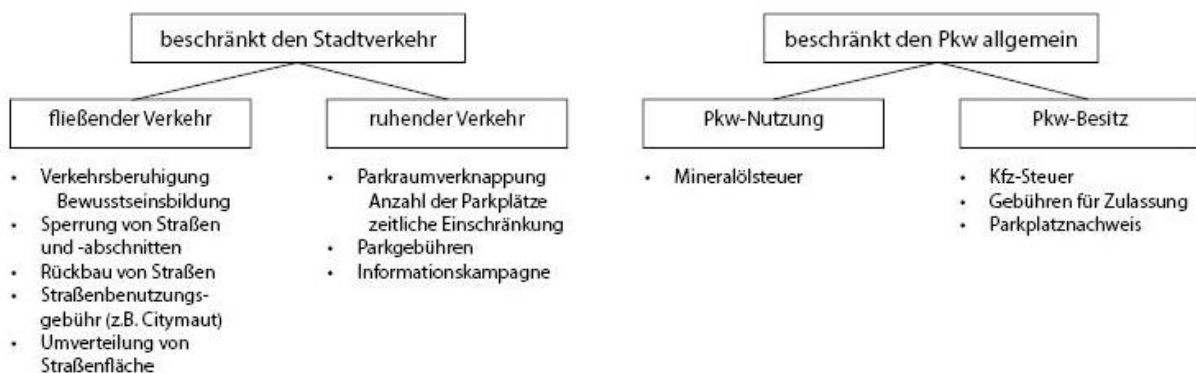 beschränkt den Stadtverkehr
fließender Verkehr
• Verkehrsberuhigung
Bewusstseinsbildung
• Sperrung von Straßen
und -abschnitten
• Rückbau von Straßen
• Straßenbenutzungs-
gebühr (z.B. Citymaut)
• Umverteilung von
Straßenfläche
ruhender Verkehr
• Parkraumverknappung
Anzahl der Parkplätze
zeitliche Einschränkung
• Parkgebühren
• Informationskampagne
beschränkt den Pkw allgemein
Pkw-Nutzung
• Mineralölsteuer
Pkw-Besitz
• Kfz-Steuer
• Gebühren für Zulassung
• Parkplatznachweis